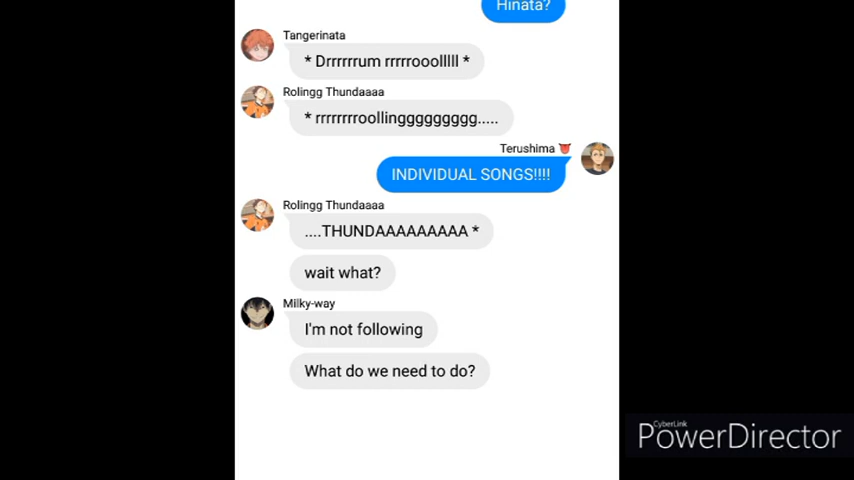 Hinata?
Tangerinata
* Drrrrrrum rrrrrooolllll *
Rolingg Thundaaaa
* rrrrrrrroollinggggggggg.....
Terushima 👅
INDIVIDUAL SONGS!!!!
Rolingg Thundaaaa
....THUNDAAAAAAAAA *
wait what?
Milky-way
I'm not following
What do we need to do?
CyberLink
PowerDirector